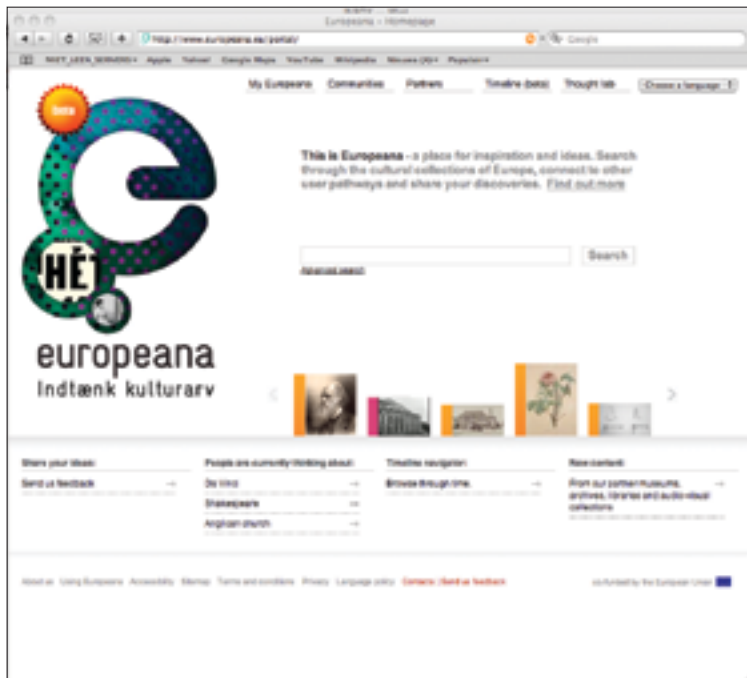 Europeana - Homepage
http://www.europeana.eu/portal/
Google
Apple Yahoo! Google Maps YouTube Wikipedia
My Europeana Communities Partners Timeline (beta) Thought lab Choose a language
beta
This is Europeana - a place for inspiration and ideas. Search
through the cultural collections of Europe, connect to other
user pathways and share your discoveries. Find out more
Search
Advanced search
HÉT
europeana
Indtænk kulturarv
Share your ideas: People are currently thinking about: Timeline navigator: New content:
Send us feedback Da Vinci Browse through time. From our partner museums,
archives, libraries and audio-visual
collections
Shakespeare
Anglican church
About us Using Europeana Accessibility Sitemap Terms and conditions Privacy Language policy Contacts | Send us feedback co-funded by the European Union